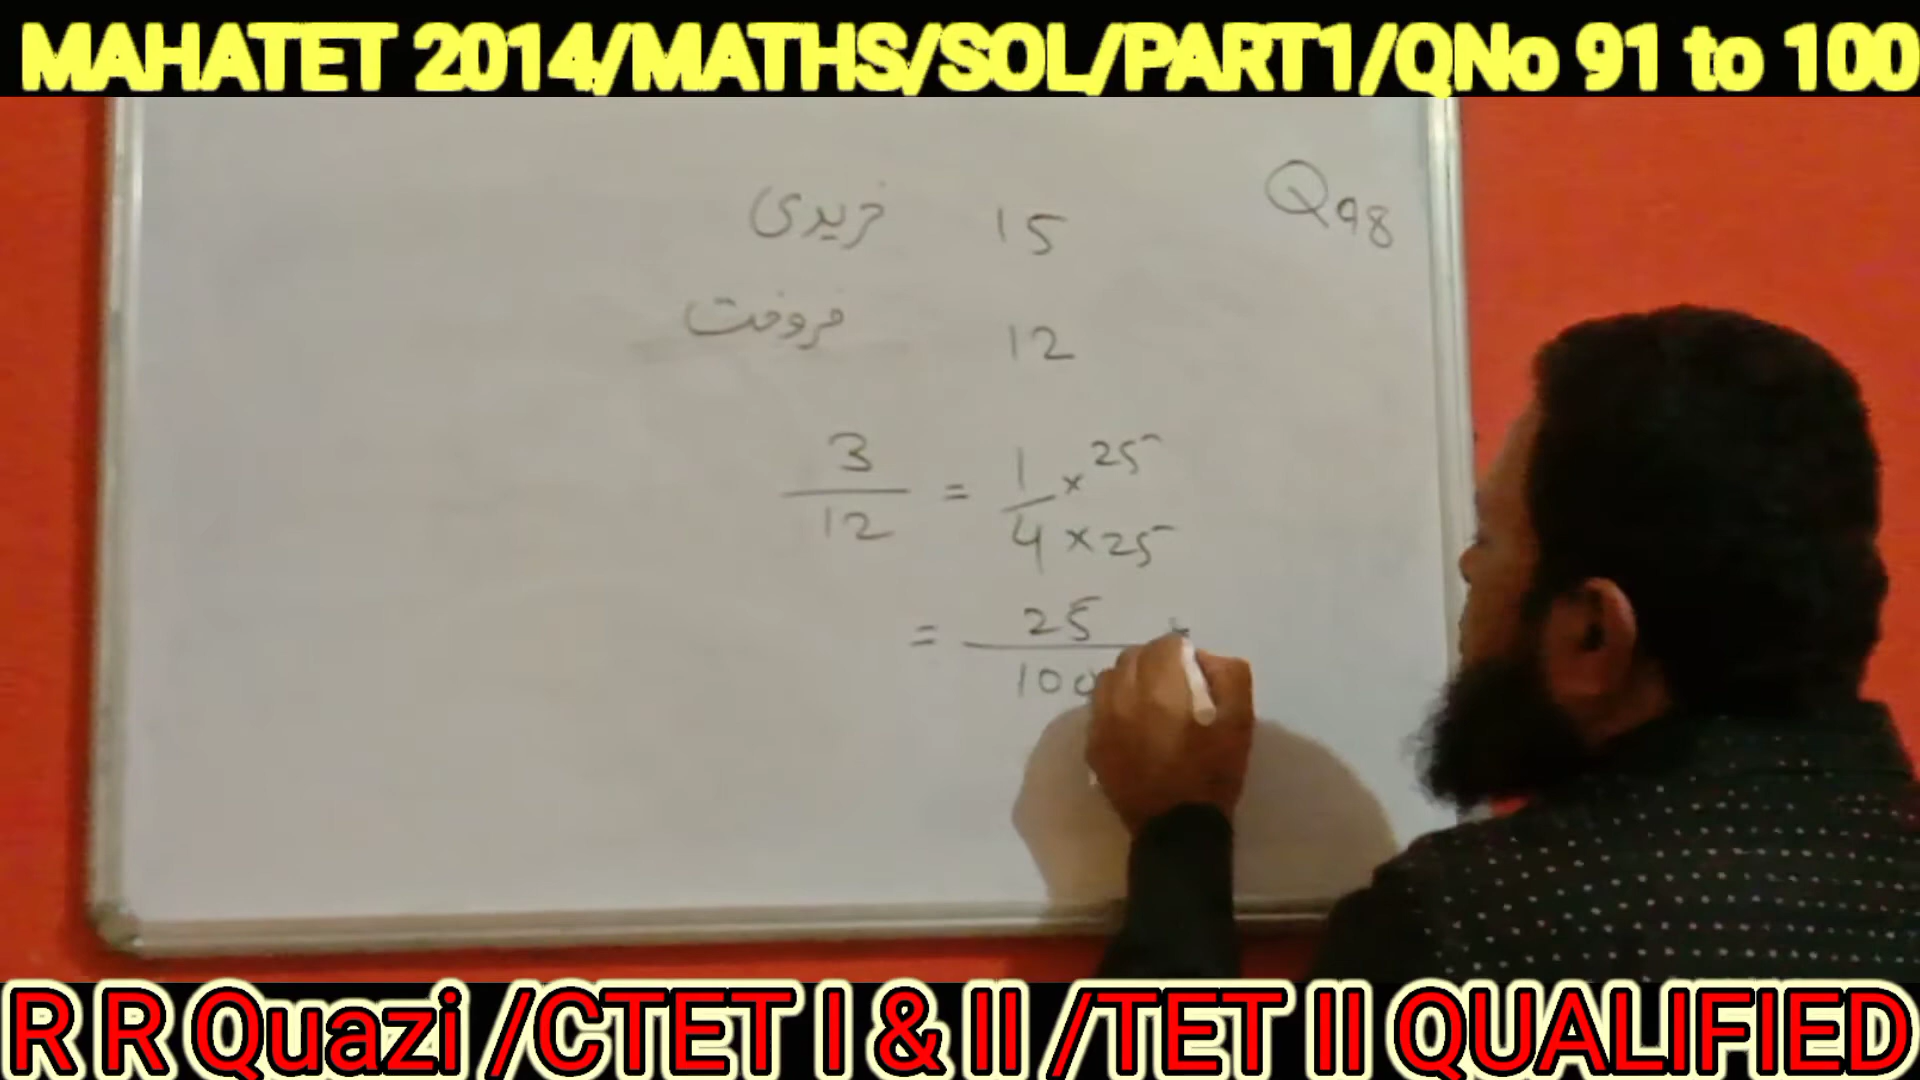 MAHATET 2014/MATHS/SOL/PART1/QNo 91 to 100
Q98
خریدی 15
فروخت 12
3/12 = 1/4 × 25 × 25
= 25/100
R R Quazi /CTET I & II /TET II QUALIFIED